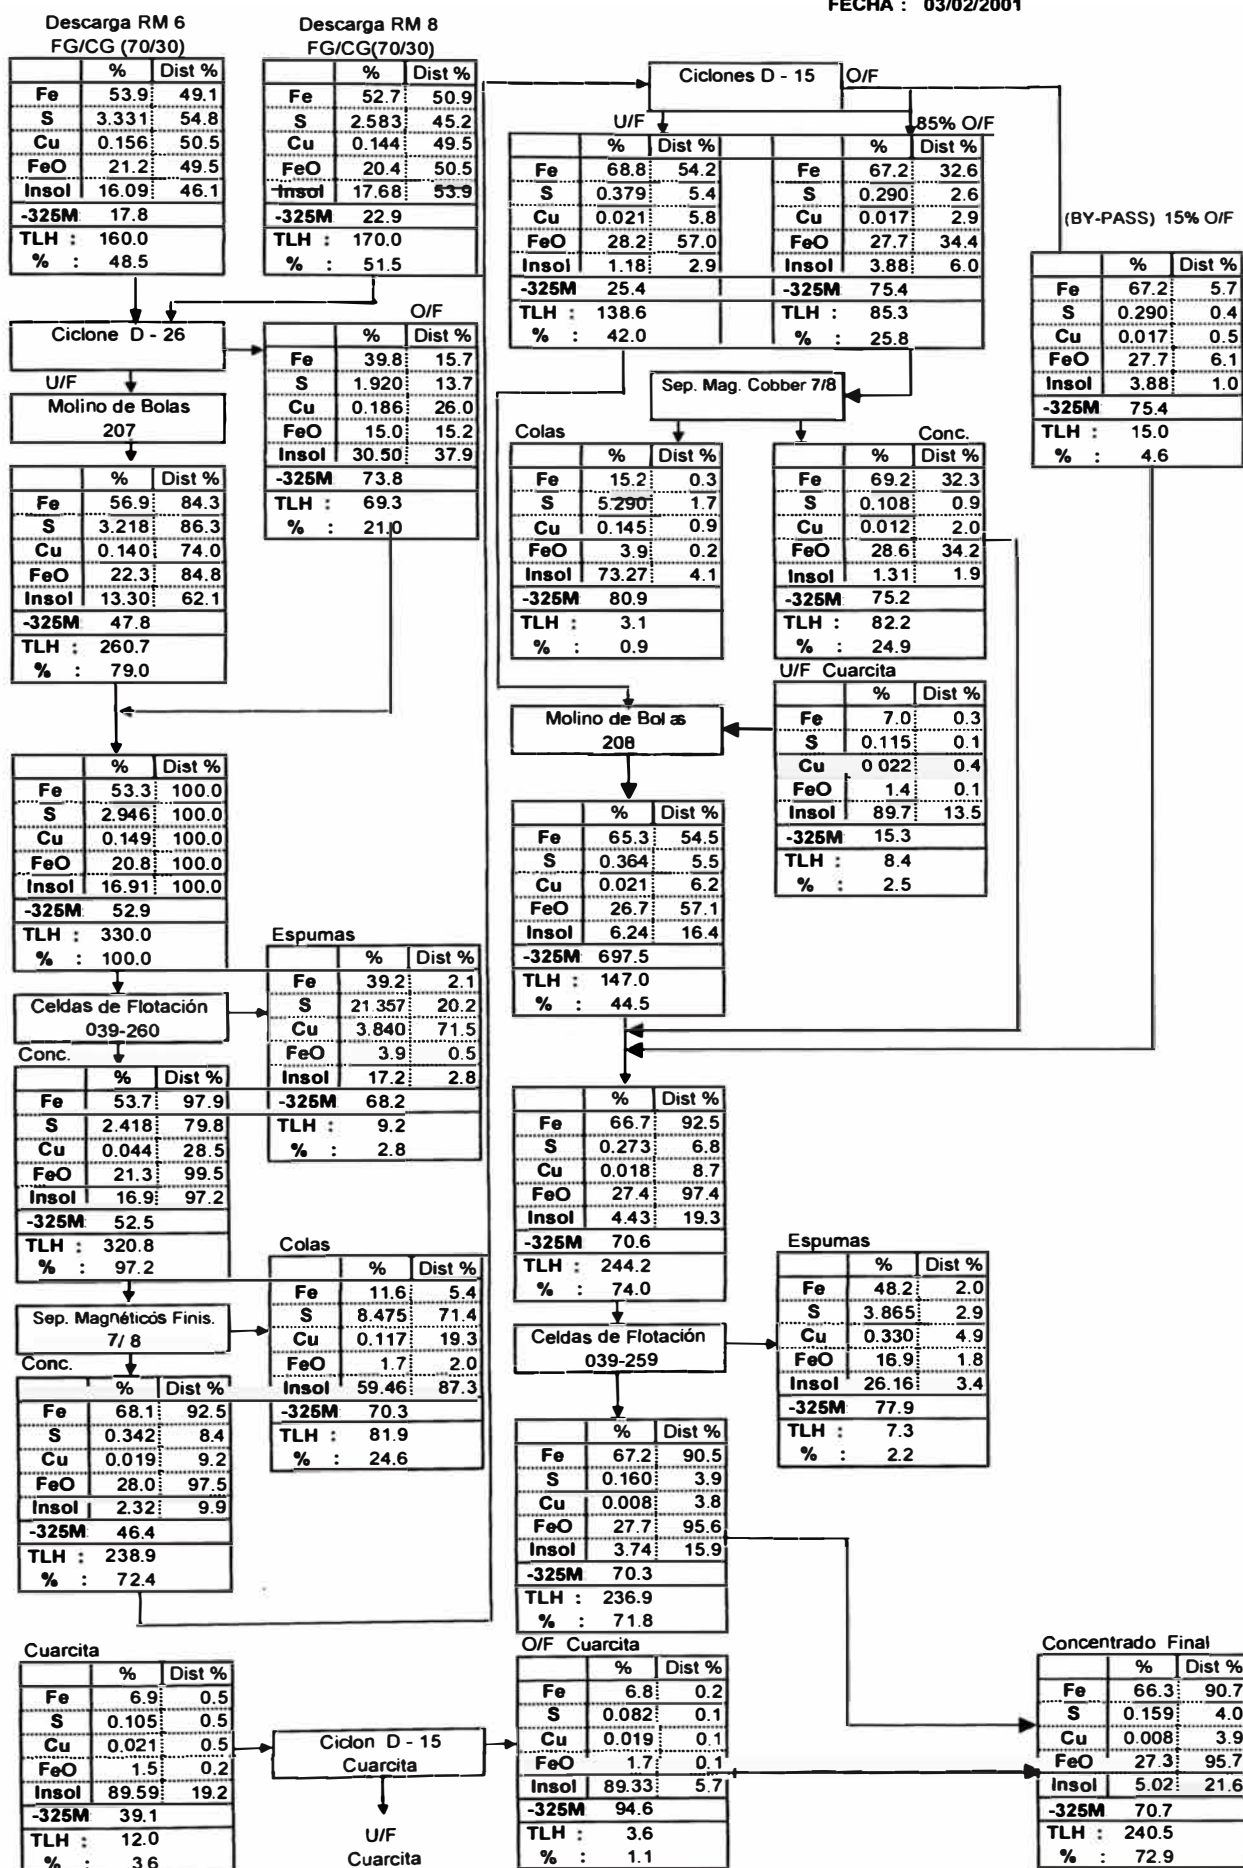 FECHA : 03/02/2001
Descarga RM 6
FG/CG (70/30)
% Dist %
Fe 53.9 49.1
S 3.331 54.8
Cu 0.156 50.5
FeO 21.2 49.5
Insol 16.09 46.1
-325M 17.8
TLH : 160.0
% : 48.5
Descarga RM 8
FG/CG(70/30)
% Dist %
Fe 52.7 50.9
S 2.583 45.2
Cu 0.144 49.5
FeO 20.4 50.5
Insol 17.68 53.9
-325M 22.9
TLH : 170.0
% : 51.5
Ciclone D - 26
U/F
O/F
% Dist %
Fe 39.8 15.7
S 1.920 13.7
Cu 0.186 26.0
FeO 15.0 15.2
Insol 30.50 37.9
-325M 73.8
TLH : 69.3
% : 21.0
Molino de Bolas
207
% Dist %
Fe 56.9 84.3
S 3.218 86.3
Cu 0.140 74.0
FeO 22.3 84.8
Insol 13.30 62.1
-325M 47.8
TLH : 260.7
% : 79.0
% Dist %
Fe 53.3 100.0
S 2.946 100.0
Cu 0.149 100.0
FeO 20.8 100.0
Insol 16.91 100.0
-325M 52.9
TLH : 330.0
% : 100.0
Celdas de Flotación
039-260
Espumas
% Dist %
Fe 39.2 2.1
S 21.357 20.2
Cu 3.840 71.5
FeO 3.9 0.5
Insol 17.2 2.8
-325M 68.2
TLH : 9.2
% : 2.8
Conc.
% Dist %
Fe 53.7 97.9
S 2.418 79.8
Cu 0.044 28.5
FeO 21.3 99.5
Insol 16.9 97.2
-325M 52.5
TLH : 320.8
% : 97.2
Sep. Magnéticos Finis.
7/ 8
Colas
% Dist %
Fe 11.6 5.4
S 8.475 71.4
Cu 0.117 19.3
FeO 1.7 2.0
Insol 59.46 87.3
-325M 70.3
TLH : 81.9
% : 24.6
Conc.
% Dist %
Fe 68.1 92.5
S 0.342 8.4
Cu 0.019 9.2
FeO 28.0 97.5
Insol 2.32 9.9
-325M 46.4
TLH : 238.9
% : 72.4
Cuarcita
% Dist %
Fe 6.9 0.5
S 0.105 0.5
Cu 0.021 0.5
FeO 1.5 0.2
Insol 89.59 19.2
-325M 39.1
TLH : 12.0
% : 3.6
Ciclon D - 15
Cuarcita
U/F
Cuarcita
Ciclones D - 15
O/F
U/F
% Dist %
Fe 68.8 54.2
S 0.379 5.4
Cu 0.021 5.8
FeO 28.2 57.0
Insol 1.18 2.9
-325M 25.4
TLH : 138.6
% : 42.0
85% O/F
% Dist %
Fe 67.2 32.6
S 0.290 2.6
Cu 0.017 2.9
FeO 27.7 34.4
Insol 3.88 6.0
-325M 75.4
TLH : 85.3
% : 25.8
(BY-PASS) 15% O/F
% Dist %
Fe 67.2 5.7
S 0.290 0.4
Cu 0.017 0.5
FeO 27.7 6.1
Insol 3.88 1.0
-325M 75.4
TLH : 15.0
% : 4.6
Sep. Mag. Cobber 7/8
Colas
% Dist %
Fe 15.2 0.3
S 5.290 1.7
Cu 0.145 0.9
FeO 3.9 0.2
Insol 73.27 4.1
-325M 80.9
TLH : 3.1
% : 0.9
Conc.
% Dist %
Fe 69.2 32.3
S 0.108 0.9
Cu 0.012 2.0
FeO 28.6 34.2
Insol 1.31 1.9
-325M 75.2
TLH : 82.2
% : 24.9
Molino de Bolas
208
U/F Cuarcita
% Dist %
Fe 7.0 0.3
S 0.115 0.1
Cu 0 022 0.4
FeO 1.4 0.1
Insol 89.7 13.5
-325M 15.3
TLH : 8.4
% : 2.5
% Dist %
Fe 65.3 54.5
S 0.364 5.5
Cu 0.021 6.2
FeO 26.7 57.1
Insol 6.24 16.4
-325M 697.5
TLH : 147.0
% : 44.5
% Dist %
Fe 66.7 92.5
S 0.273 6.8
Cu 0.018 8.7
FeO 27.4 97.4
Insol 4.43 19.3
-325M 70.6
TLH : 244.2
% : 74.0
Celdas de Flotación
039-259
Espumas
% Dist %
Fe 48.2 2.0
S 3.865 2.9
Cu 0.330 4.9
FeO 16.9 1.8
Insol 26.16 3.4
-325M 77.9
TLH : 7.3
% : 2.2
% Dist %
Fe 67.2 90.5
S 0.160 3.9
Cu 0.008 3.8
FeO 27.7 95.6
Insol 3.74 15.9
-325M 70.3
TLH : 236.9
% : 71.8
O/F Cuarcita
% Dist %
Fe 6.8 0.2
S 0.082 0.1
Cu 0.019 0.1
FeO 1.7 0.1
Insol 89.33 5.7
-325M 94.6
TLH : 3.6
% : 1.1
Concentrado Final
% Dist %
Fe 66.3 90.7
S 0.159 4.0
Cu 0.008 3.9
FeO 27.3 95.7
Insol 5.02 21.6
-325M 70.7
TLH : 240.5
% : 72.9